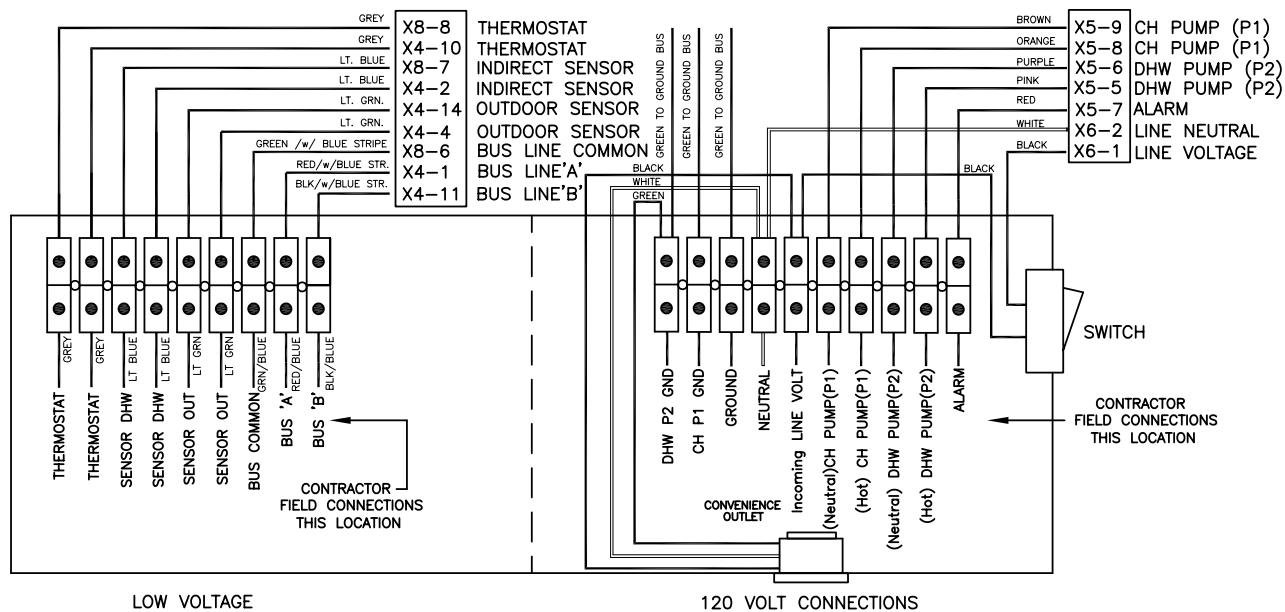 GREY X8-8 THERMOSTAT
GREY X4-10 THERMOSTAT
LT. BLUE X8-7 INDIRECT SENSOR
LT. BLUE X4-2 INDIRECT SENSOR
LT. GRN. X4-14 OUTDOOR SENSOR
LT. GRN. X4-4 OUTDOOR SENSOR
GREEN /w/ BLUE STRIPE X8-6 BUS LINE COMMON
RED/w/BLUE STR. X4-1 BUS LINE'A'
BLK/w/BLUE STR. X4-11 BUS LINE'B'
GREEN TO GROUND BUS
GREEN TO GROUND BUS
GREEN TO GROUND BUS
BROWN X5-9 CH PUMP (P1)
ORANGE X5-8 CH PUMP (P1)
PURPLE X5-6 DHW PUMP (P2)
PINK X5-5 DHW PUMP (P2)
RED X5-7 ALARM
WHITE X6-2 LINE NEUTRAL
BLACK X6-1 LINE VOLTAGE
BLACK
WHITE
GREEN
BLACK
GREY
GREY
LT BLUE
LT BLUE
LT GRN
LT GRN
GRN/BLUE
RED/BLUE
BLK/BLUE
THERMOSTAT
THERMOSTAT
SENSOR DHW
SENSOR DHW
SENSOR OUT
SENSOR OUT
BUS COMMON
BUS 'A'
BUS 'B'
CONTRACTOR
FIELD CONNECTIONS
THIS LOCATION
DHW P2 GND
CH P1 GND
GROUND
NEUTRAL
Incoming LINE VOLT
(Neutral)CH PUMP(P1)
(Hot) CH PUMP(P1)
(Neutral) DHW PUMP(P2)
(Hot) DHW PUMP(P2)
ALARM
SWITCH
CONTRACTOR
FIELD CONNECTIONS
THIS LOCATION
CONVENIENCE
OUTLET
LOW VOLTAGE
120 VOLT CONNECTIONS